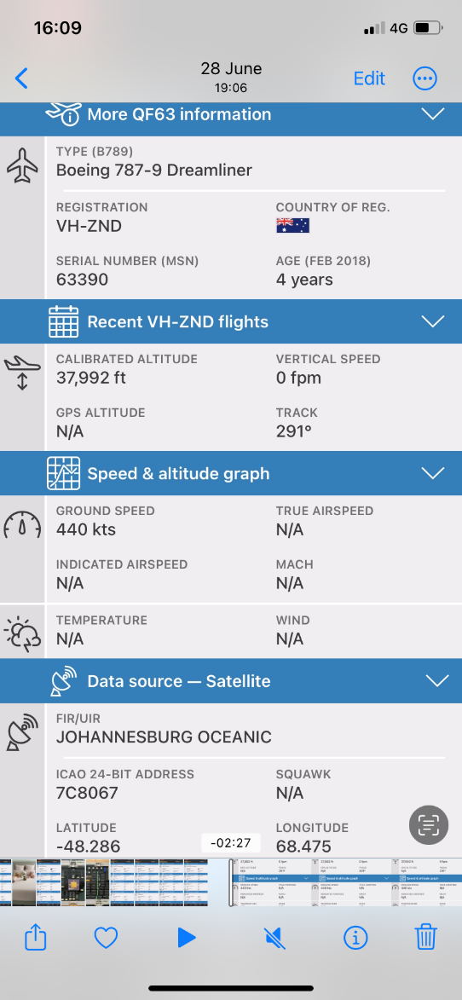 16:09
4G
28 June
19:06
Edit
More QF63 information
TYPE (B789)
Boeing 787-9 Dreamliner
REGISTRATION
COUNTRY OF REG.
VH-ZND
SERIAL NUMBER (MSN)
AGE (FEB 2018)
63390
4 years
Recent VH-ZND flights
CALIBRATED ALTITUDE
VERTICAL SPEED
37,992 ft
0 fpm
GPS ALTITUDE
TRACK
N/A
291°
Speed & altitude graph
GROUND SPEED
TRUE AIRSPEED
440 kts
N/A
INDICATED AIRSPEED
MACH
N/A
N/A
TEMPERATURE
WIND
N/A
N/A
Data source — Satellite
FIR/UIR
JOHANNESBURG OCEANIC
ICAO 24-BIT ADDRESS
SQUAWK
7C8067
N/A
LATITUDE
LONGITUDE
-48.286
68.475
-02:27